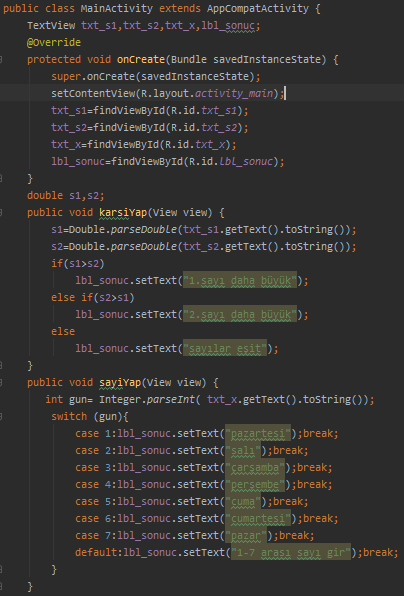 public class MainActivity extends AppCompatActivity {
TextView txt_s1,txt_s2,txt_x,lbl_sonuc;
@Override
protected void onCreate(Bundle savedInstanceState) {
super.onCreate(savedInstanceState);
setContentView(R.layout.activity_main);
txt_s1=findViewById(R.id.txt_s1);
txt_s2=findViewById(R.id.txt_s2);
txt_x=findViewById(R.id.txt_x);
lbl_sonuc=findViewById(R.id.lbl_sonuc);
}
double s1,s2;
public void karsiYap(View view) {
s1=Double.parseDouble(txt_s1.getText().toString());
s2=Double.parseDouble(txt_s2.getText().toString());
if(s1>s2)
lbl_sonuc.setText("1.sayı daha büyük");
else if(s2>s1)
lbl_sonuc.setText("2.sayı daha büyük");
else
lbl_sonuc.setText("sayılar eşit");
}
public void sayiYap(View view) {
int gun= Integer.parseInt( txt_x.getText().toString());
switch (gun){
case 1:lbl_sonuc.setText("pazartesi");break;
case 2:lbl_sonuc.setText("salı");break;
case 3:lbl_sonuc.setText("çarşamba");break;
case 4:lbl_sonuc.setText("perşembe");break;
case 5:lbl_sonuc.setText("cuma");break;
case 6:lbl_sonuc.setText("cumartesi");break;
case 7:lbl_sonuc.setText("pazar");break;
default:lbl_sonuc.setText("1-7 arası sayı gir");break;
}
}